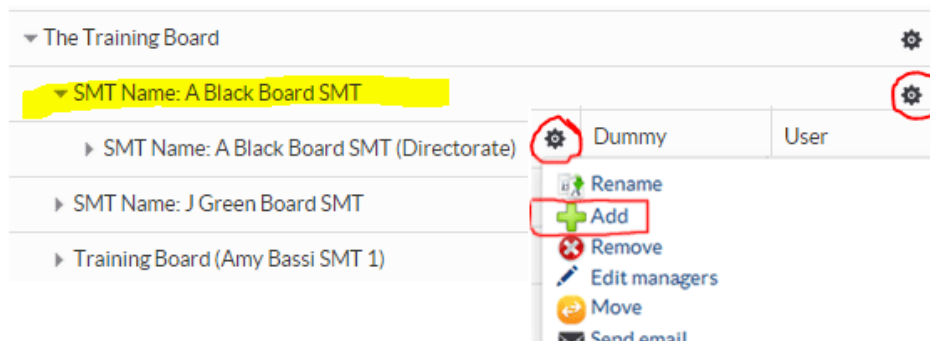 The Training Board
SMT Name: A Black Board SMT
SMT Name: A Black Board SMT (Directorate)
SMT Name: J Green Board SMT
Training Board (Amy Bassi SMT 1)
Dummy User
Rename
Add
Remove
Edit managers
Move
Send email